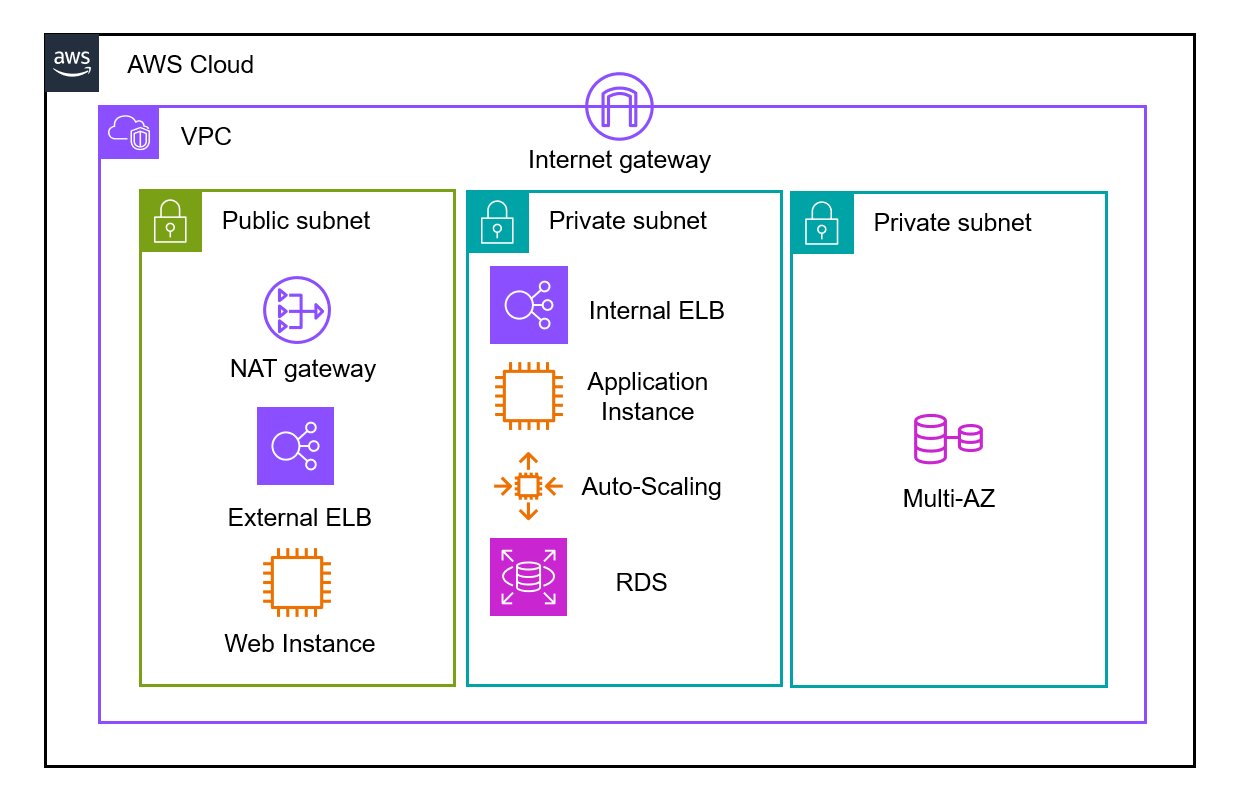 aws
AWS Cloud
VPC
Internet gateway
Public subnet
NAT gateway
External ELB
Web Instance
Private subnet
Internal ELB
Application
Instance
Auto-Scaling
RDS
Private subnet
Multi-AZ